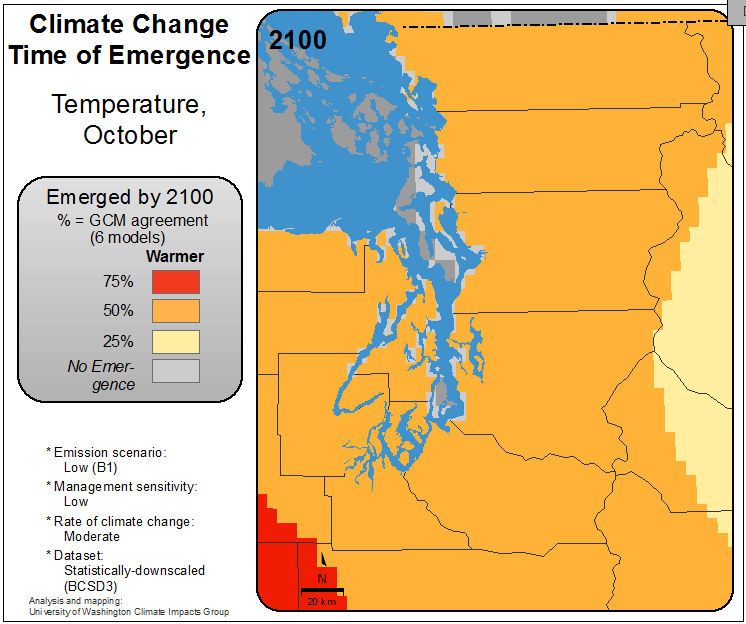 Climate Change
Time of Emergence
Temperature,
October
2100
Emerged by 2100
% = GCM agreement
(6 models)
Warmer
75%
50%
25%
No Emer-
gence
* Emission scenario:
Low (B1)
* Management sensitivity:
Low
* Rate of climate change:
Moderate
* Dataset:
Statistically-downscaled
(BCSD3)
Analysis and mapping:
University of Washington Climate Impacts Group
N
20 km